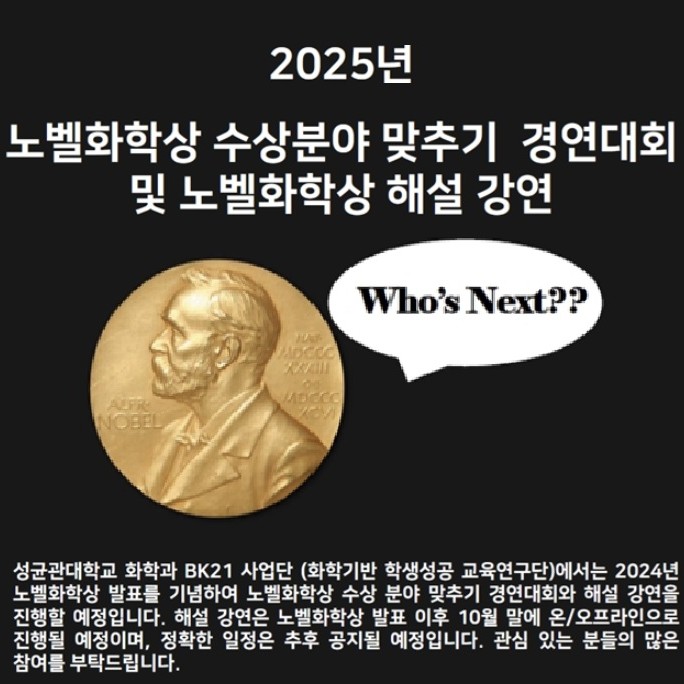 2025년
노벨화학상 수상분야 맞추기 경연대회
및 노벨화학상 해설 강연
Who's Next??
ALFR·
NOBEL
NAT·
MDCCC
XXXIII
OB·
MDCCC
XCVI
성균관대학교 화학과 BK21 사업단 (화학기반 학생성공 교육연구단)에서는 2024년
노벨화학상 발표를 기념하여 노벨화학상 수상 분야 맞추기 경연대회와 해설 강연을
진행할 예정입니다. 해설 강연은 노벨화학상 발표 이후 10월 말에 온/오프라인으로
진행될 예정이며, 정확한 일정은 추후 공지될 예정입니다. 관심 있는 분들의 많은
참여를 부탁드립니다.